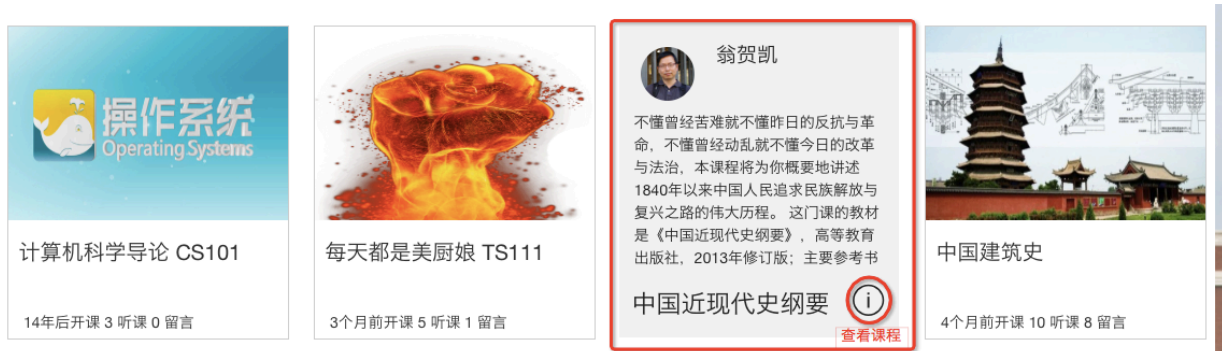 操作系统
Operating Systems
计算机科学导论 CS101
14年后开课 3 听课 0 留言
每天都是美厨娘 TS111
3个月前开课 5 听课 1 留言
翁贺凯
不懂曾经苦难就不懂昨日的反抗与革
命，不懂曾经动乱就不懂今日的改革
与法治，本课程将为你概要地讲述
1840年以来中国人民追求民族解放与
复兴之路的伟大历程。 这门课的教材
是《中国近现代史纲要》，高等教育
出版社，2013年修订版；主要参考书
中国近现代史纲要
查看课程
中国建筑史
4个月前开课 10 听课 8 留言